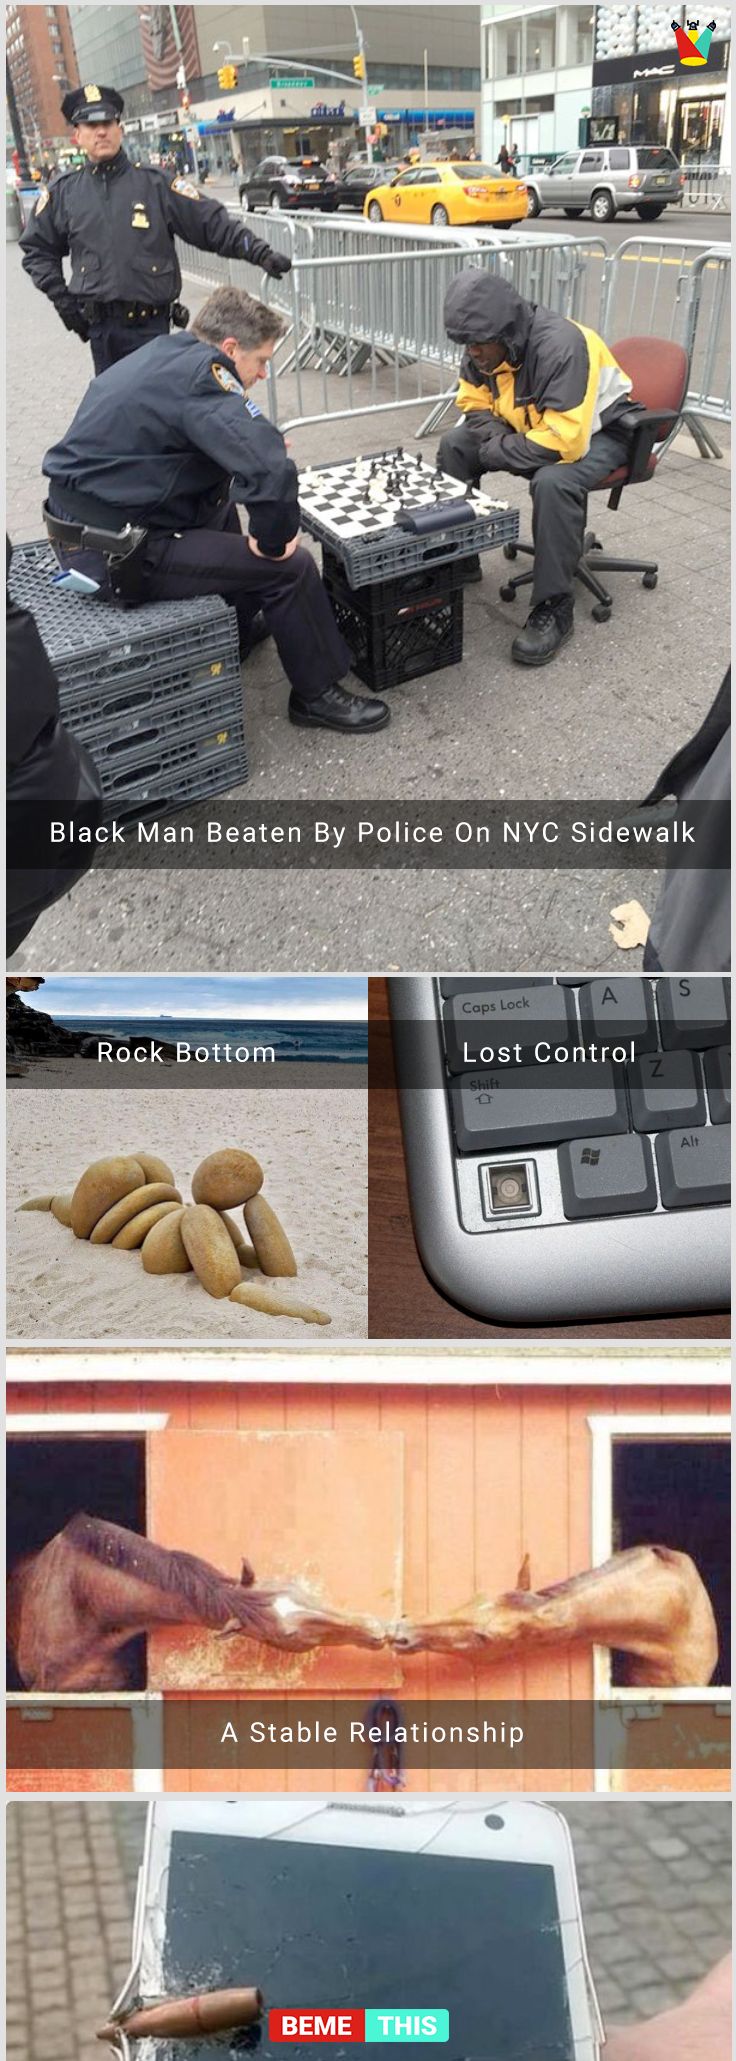 MAC
citibank
Broadway
Black Man Beaten By Police On NYC Sidewalk
Rock Bottom
Lost Control
Caps Lock
A
S
Shift
Z
Alt
A Stable Relationship
BEME THIS